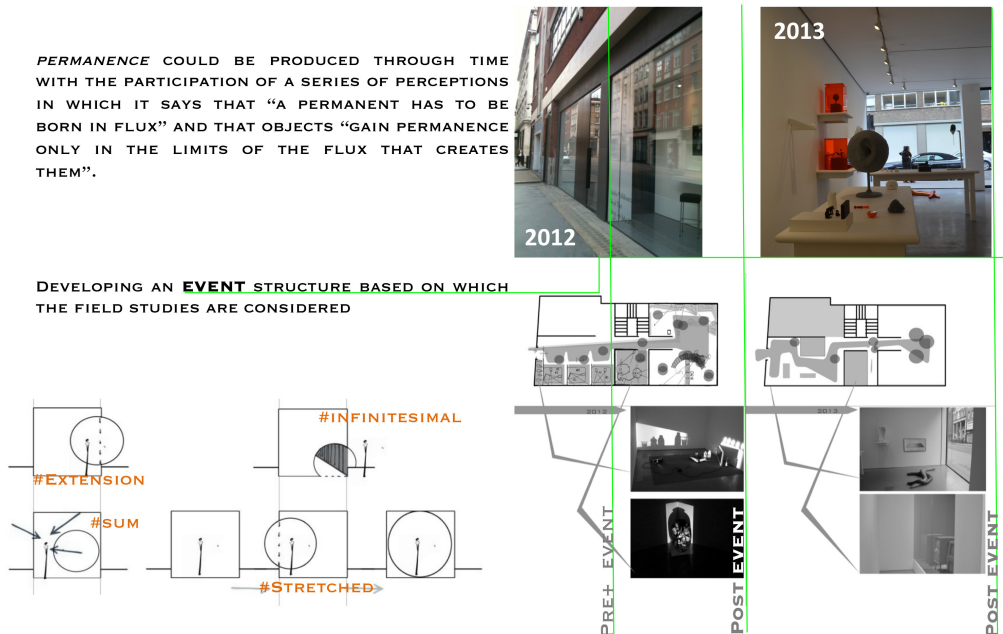 PERMANENCE COULD BE PRODUCED THROUGH TIME
WITH THE PARTICIPATION OF A SERIES OF PERCEPTIONS
IN WHICH IT SAYS THAT “A PERMANENT HAS TO BE
BORN IN FLUX” AND THAT OBJECTS “GAIN PERMANENCE
ONLY IN THE LIMITS OF THE FLUX THAT CREATES
THEM”.
2012
2013
DEVELOPING AN EVENT STRUCTURE BASED ON WHICH
THE FIELD STUDIES ARE CONSIDERED
2012
2013
#INFINITESIMAL
#EXTENSION
#SUM
#STRETCHED
PRE+ EVENT
POST EVENT
POST EVENT